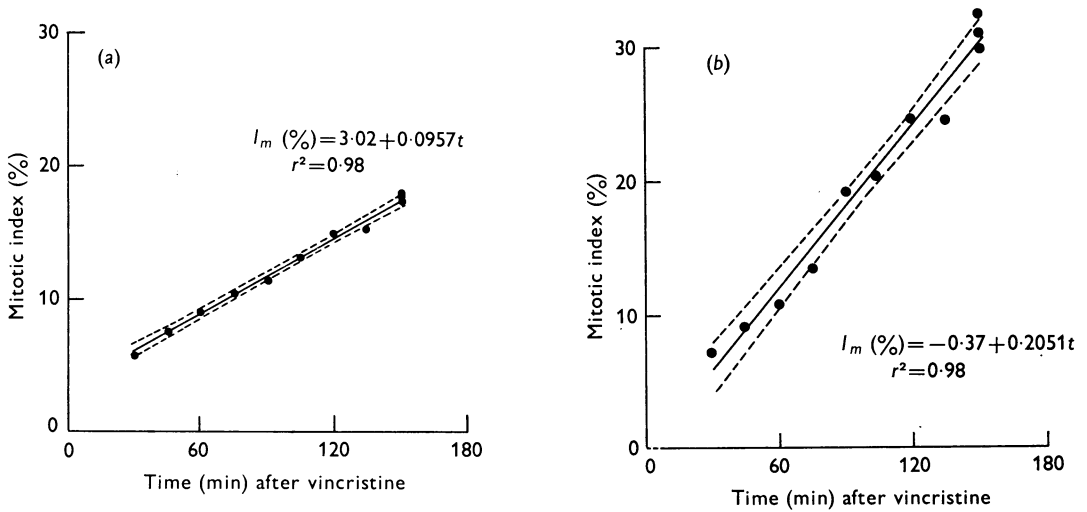 (a)
30
20
10
0
Mitotic index (%)
I_m (%)=3·02+0·0957t
r²=0·98
0 60 120 180
Time (min) after vincristine
(b)
30
20
10
0
Mitotic index (%)
I_m (%)=−0·37+0·2051t
r²=0·98
0 60 120 180
Time (min) after vincristine